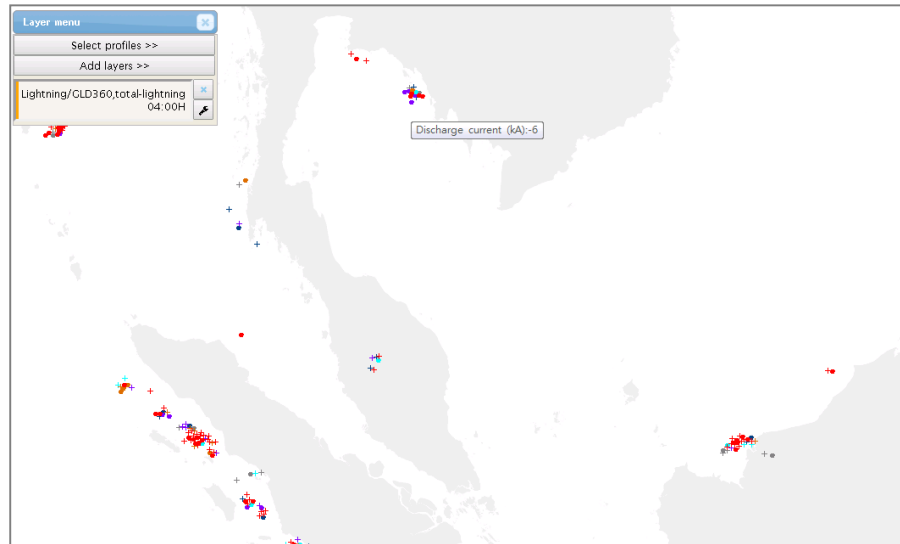 Layer menu
Select profiles >>
Add layers >>
Lightning/GLD360,total-lightning
04:00H
Discharge current (kA):-6